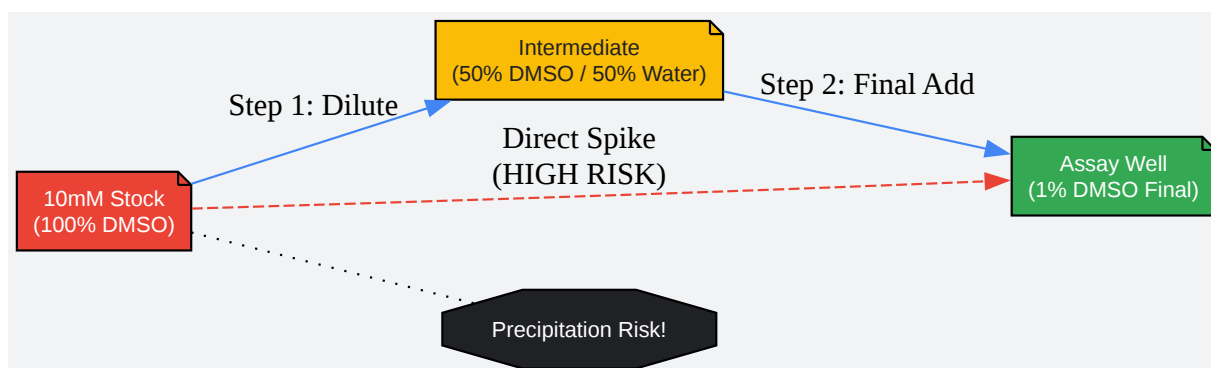 Intermediate
(50% DMSO / 50% Water)
Step 1: Dilute
Step 2: Final Add
Direct Spike
(HIGH RISK)
10mM Stock
(100% DMSO)
Assay Well
(1% DMSO Final)
Precipitation Risk!